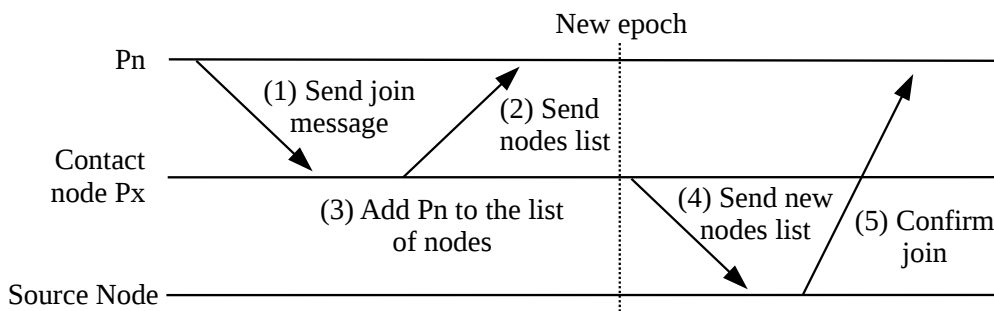 New epoch
Pn
(1) Send join
message
(2) Send
nodes list
Contact
node Px
(3) Add Pn to the list
of nodes
(4) Send new
nodes list
(5) Confirm
join
Source Node